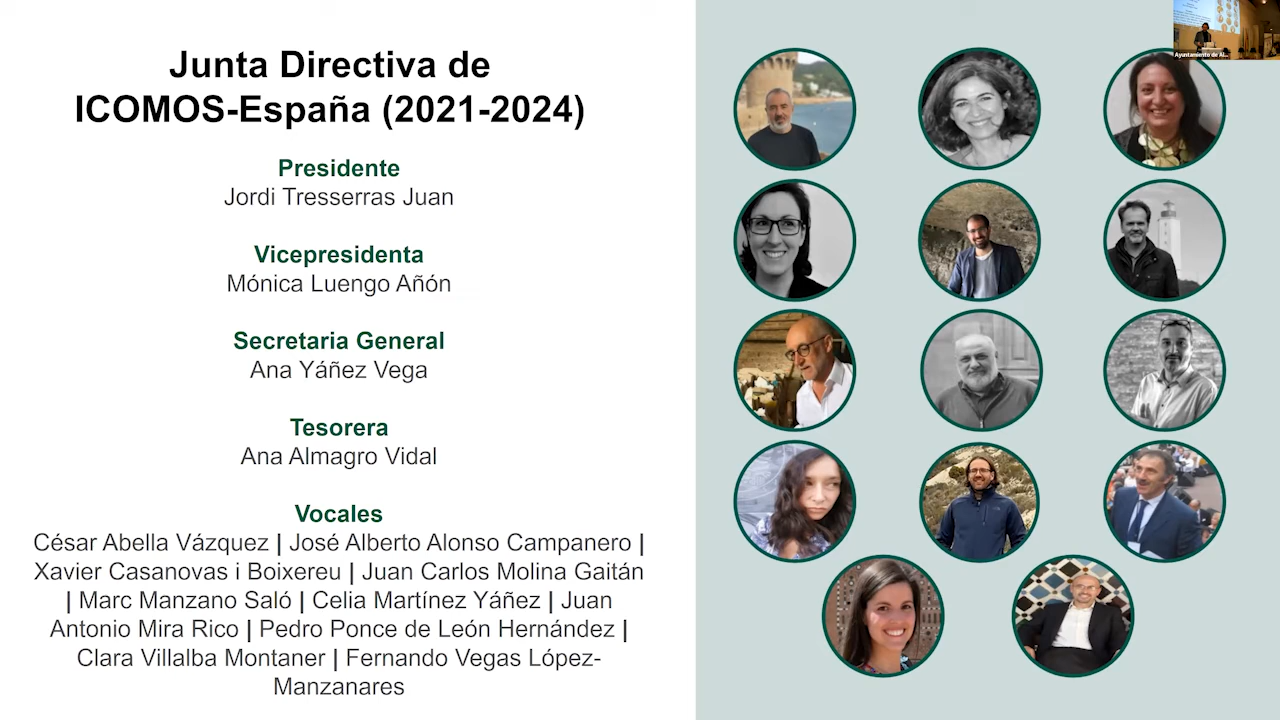 Junta Directiva de
ICOMOS-España (2021-2024)
Presidente
Jordi Tresserras Juan
Vicepresidenta
Mónica Luengo Añón
Secretaria General
Ana Yáñez Vega
Tesorera
Ana Almagro Vidal
Vocales
César Abella Vázquez | José Alberto Alonso Campanero |
Xavier Casanovas i Boixereu | Juan Carlos Molina Gaitán
| Marc Manzano Saló | Celia Martínez Yáñez | Juan
Antonio Mira Rico | Pedro Ponce de León Hernández |
Clara Villalba Montaner | Fernando Vegas López-
Manzanares
Ayuntamiento de Al...